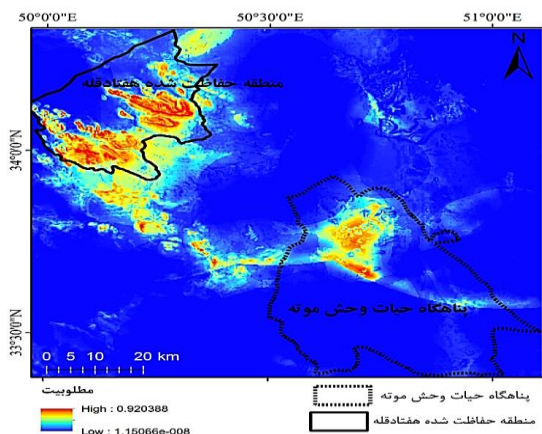 50°0'0" 50°30'0" 51°0'0"
N
منطقه حفاظت شده هفتادقله
34°0'0"N
پناهگاه حیات وحش موته
33°30'0"N
0 5 10 20 km
مطلوبیت
High : 0.920388
Low : 1.15066e-008
پناهگاه حیات وحش موته
منطقه حفاظت شده هفتادقله